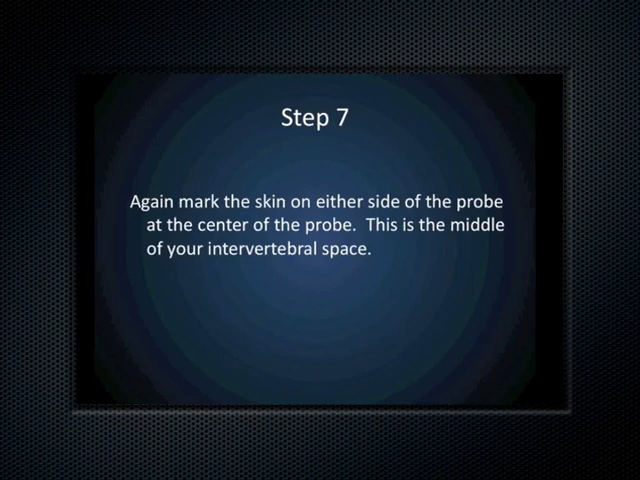 Step 7
Again mark the skin on either side of the probe
at the center of the probe.  This is the middle
of your intervertebral space.